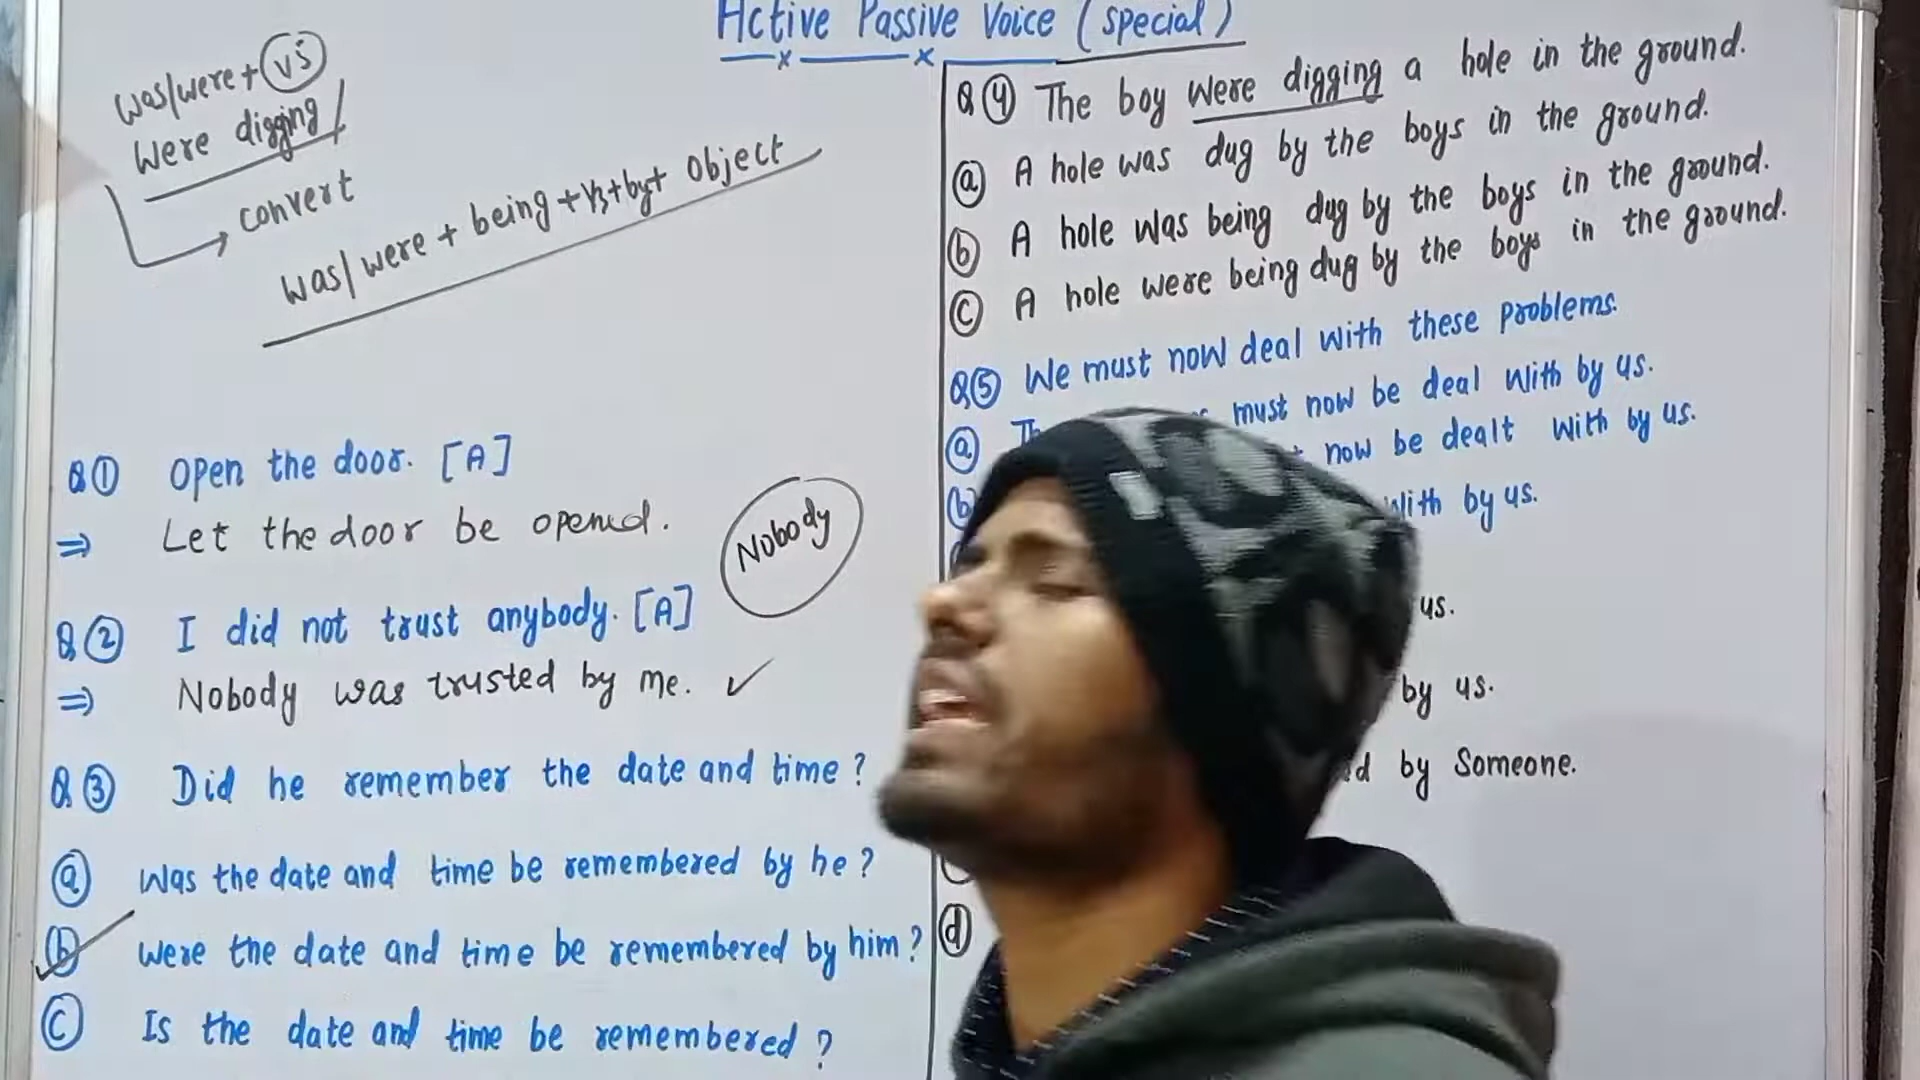 Active Passive Voice (special)
was/were + V5
were digging
convert
was/were + being + V3 + by + Object
Q① Open the door. [A]
⇒ Let the door be opened.
Nobody
Q② I did not trust anybody. [A]
⇒ Nobody was trusted by me. ✓
Q③ Did he remember the date and time?
ⓐ Was the date and time be remembered by he?
ⓑ Were the date and time be remembered by him?
ⓒ Is the date and time be remembered?
Q④ The boy were digging a hole in the ground.
ⓐ A hole was dug by the boys in the ground.
ⓑ A hole was being dug by the boys in the ground.
ⓒ A hole were being dug by the boys in the ground.
Q⑤ We must now deal with these problems.
ⓐ must now be deal with by us.
ⓑ now be dealt with by us.
with by us.
us.
by us.
by Someone.
ⓓ